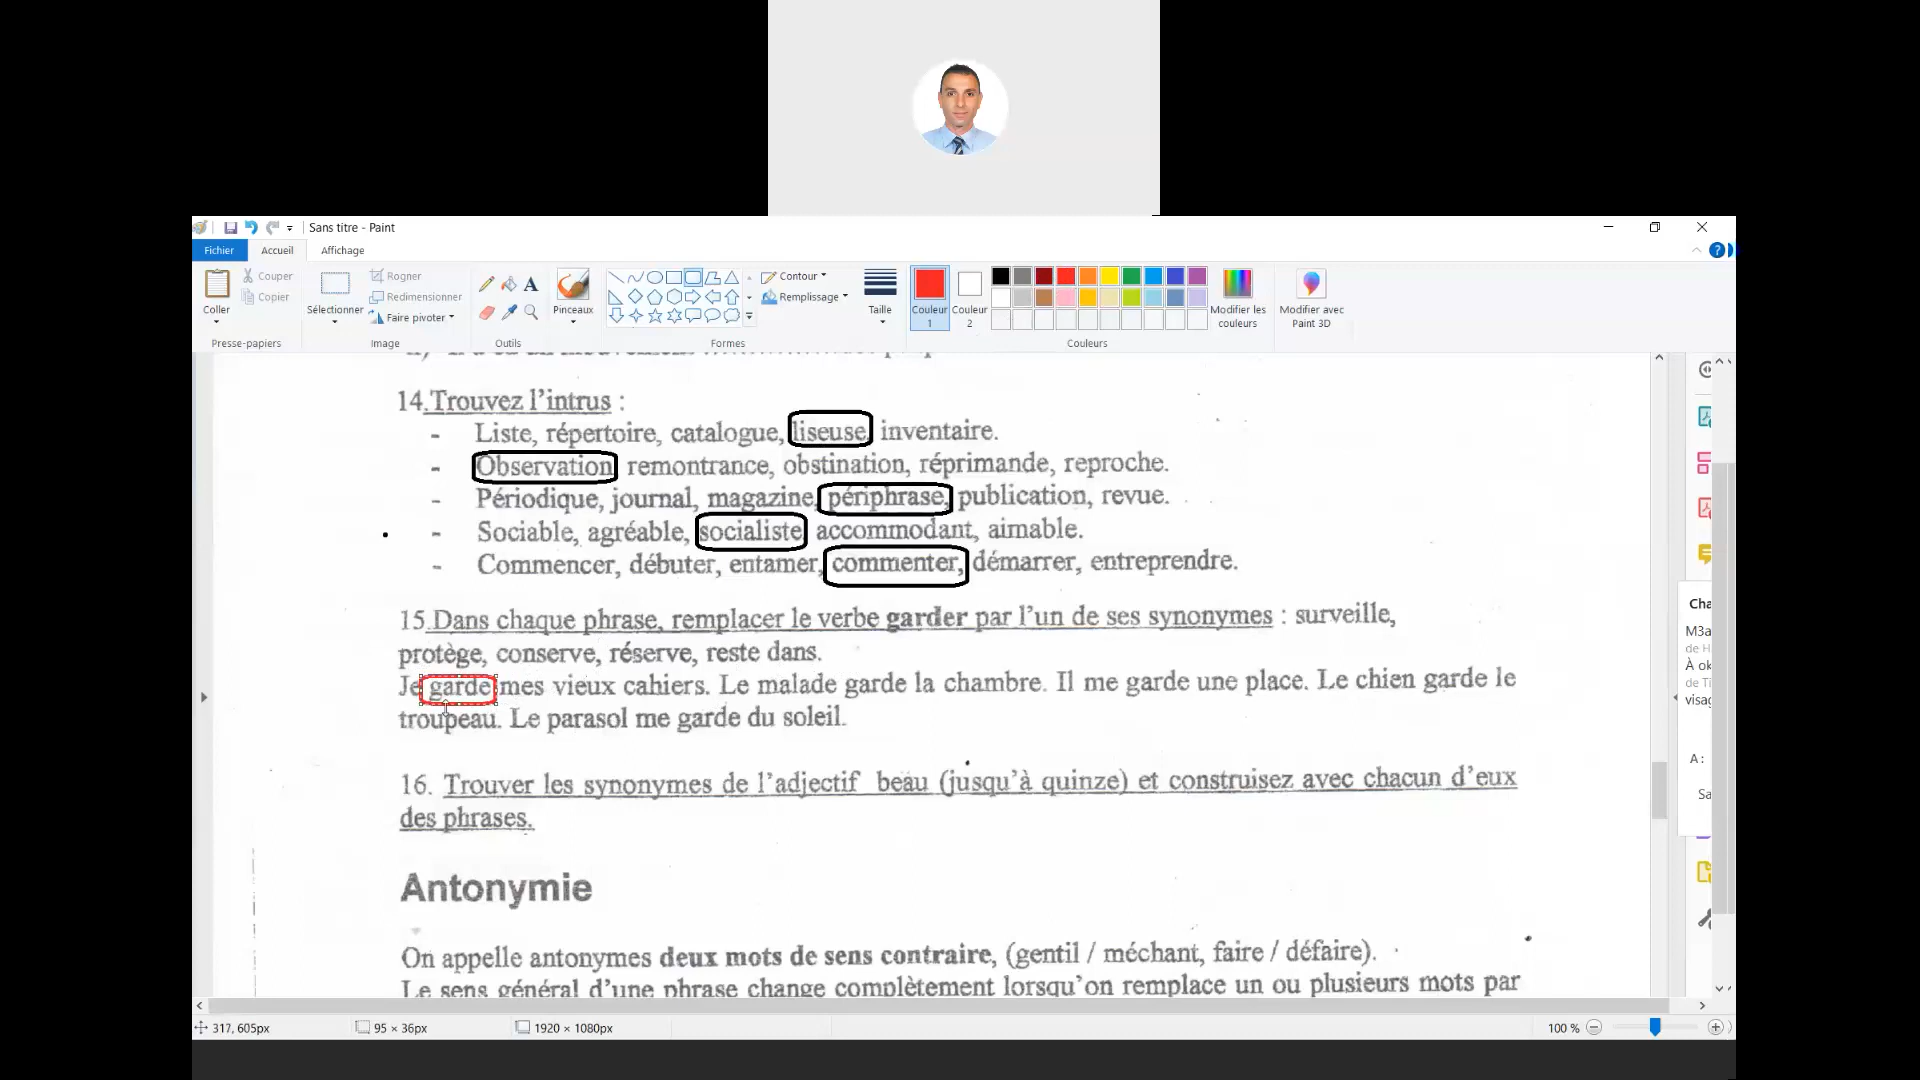 Sans titre - Paint
Fichier Accueil Affichage
Coller
Couper
Copier
Presse-papiers
Sélectionner
Rogner
Redimensionner
Faire pivoter
Image
Outils
Pinceaux
Formes
Contour
Remplissage
Taille
Couleur 1
Couleur 2
Couleurs
Modifier les couleurs
Modifier avec Paint 3D
14.Trouvez l'intrus :
- Liste, répertoire, catalogue, liseuse, inventaire.
- Observation, remontrance, obstination, réprimande, reproche.
- Périodique, journal, magazine, périphrase, publication, revue.
- Sociable, agréable, socialiste, accommodant, aimable.
- Commencer, débuter, entamer, commenter, démarrer, entreprendre.
15.Dans chaque phrase, remplacer le verbe garder par l'un de ses synonymes : surveille,
protège, conserve, réserve, reste dans.
Je garde mes vieux cahiers. Le malade garde la chambre. Il me garde une place. Le chien garde le
troupeau. Le parasol me garde du soleil.
16. Trouver les synonymes de l'adjectif beau (jusqu'à quinze) et construisez avec chacun d'eux
des phrases.
Antonymie
On appelle antonymes deux mots de sens contraire, (gentil / méchant, faire / défaire).
Le sens général d'une phrase change complètement lorsqu'on remplace un ou plusieurs mots par
Cha
M3a
de H
À ok
de Ti
visag
A :
Sa
317, 605px
95 × 36px
1920 × 1080px
100 %